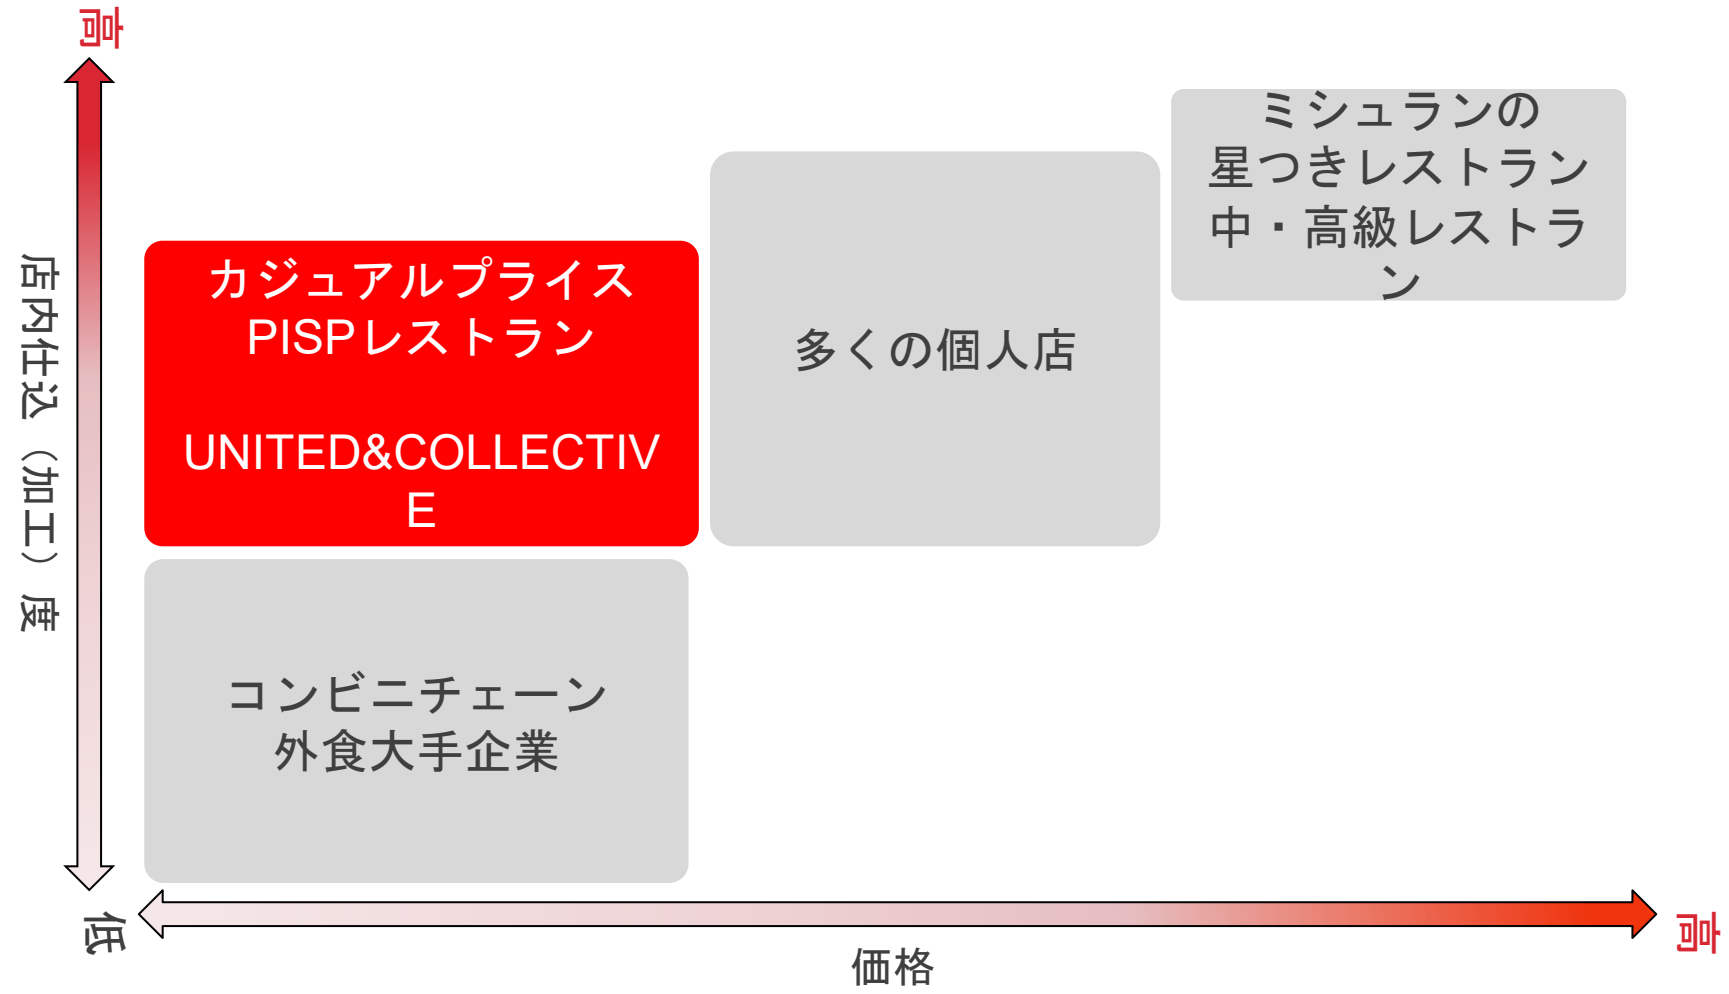 高
ミシュランの
星つきレストラン
中・高級レストラ
ン
カジュアルプライス
PISPレストラン
UNITED&COLLECTIV
E
多くの個人店
店内仕込（加工）度
コンビニチェーン
外食大手企業
低
高
価格